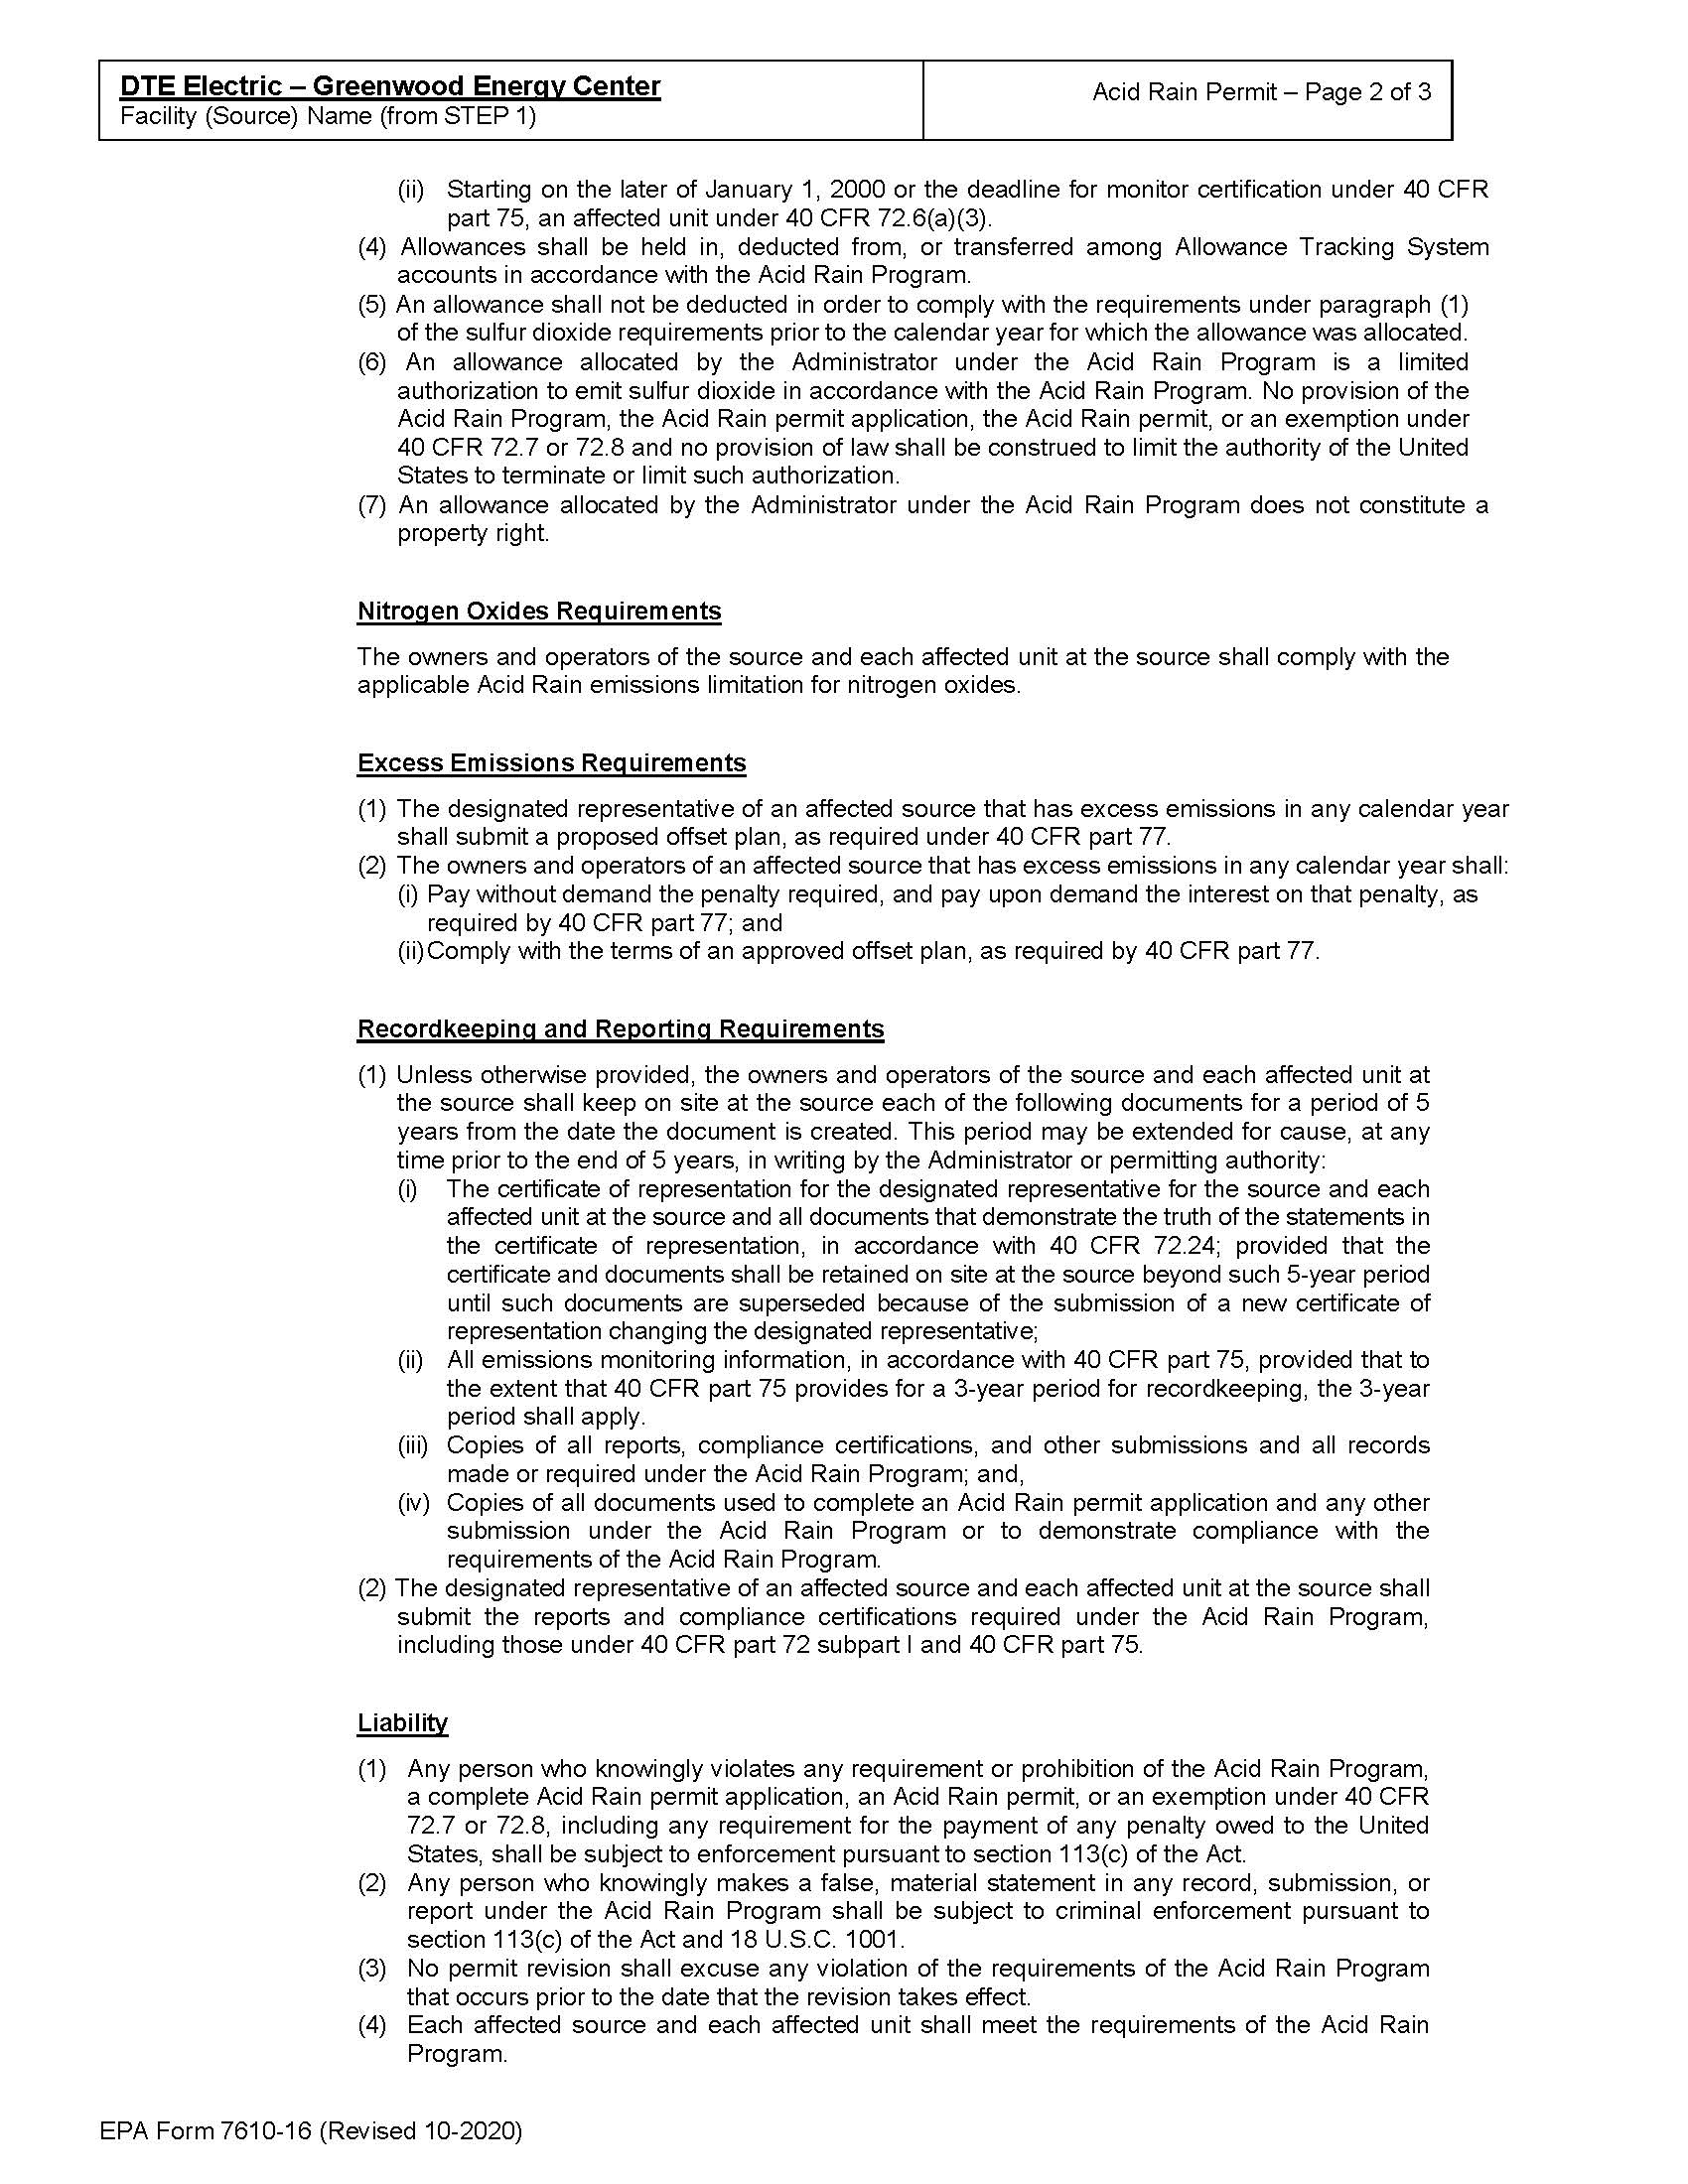 DTE Electric – Greenwood Energy Center
Facility (Source) Name (from STEP 1)
Acid Rain Permit – Page 2 of 3
(ii) Starting on the later of January 1, 2000 or the deadline for monitor certification under 40 CFR
part 75, an affected unit under 40 CFR 72.6(a)(3).
(4) Allowances shall be held in, deducted from, or transferred among Allowance Tracking System
accounts in accordance with the Acid Rain Program.
(5) An allowance shall not be deducted in order to comply with the requirements under paragraph (1)
of the sulfur dioxide requirements prior to the calendar year for which the allowance was allocated.
(6) An allowance allocated by the Administrator under the Acid Rain Program is a limited
authorization to emit sulfur dioxide in accordance with the Acid Rain Program. No provision of the
Acid Rain Program, the Acid Rain permit application, the Acid Rain permit, or an exemption under
40 CFR 72.7 or 72.8 and no provision of law shall be construed to limit the authority of the United
States to terminate or limit such authorization.
(7) An allowance allocated by the Administrator under the Acid Rain Program does not constitute a
property right.
Nitrogen Oxides Requirements
The owners and operators of the source and each affected unit at the source shall comply with the
applicable Acid Rain emissions limitation for nitrogen oxides.
Excess Emissions Requirements
(1) The designated representative of an affected source that has excess emissions in any calendar year
shall submit a proposed offset plan, as required under 40 CFR part 77.
(2) The owners and operators of an affected source that has excess emissions in any calendar year shall:
(i) Pay without demand the penalty required, and pay upon demand the interest on that penalty, as
required by 40 CFR part 77; and
(ii) Comply with the terms of an approved offset plan, as required by 40 CFR part 77.
Recordkeeping and Reporting Requirements
(1) Unless otherwise provided, the owners and operators of the source and each affected unit at
the source shall keep on site at the source each of the following documents for a period of 5
years from the date the document is created. This period may be extended for cause, at any
time prior to the end of 5 years, in writing by the Administrator or permitting authority:
(i) The certificate of representation for the designated representative for the source and each
affected unit at the source and all documents that demonstrate the truth of the statements in
the certificate of representation, in accordance with 40 CFR 72.24; provided that the
certificate and documents shall be retained on site at the source beyond such 5-year period
until such documents are superseded because of the submission of a new certificate of
representation changing the designated representative;
(ii) All emissions monitoring information, in accordance with 40 CFR part 75, provided that to
the extent that 40 CFR part 75 provides for a 3-year period for recordkeeping, the 3-year
period shall apply.
(iii) Copies of all reports, compliance certifications, and other submissions and all records
made or required under the Acid Rain Program; and,
(iv) Copies of all documents used to complete an Acid Rain permit application and any other
submission under the Acid Rain Program or to demonstrate compliance with the
requirements of the Acid Rain Program.
(2) The designated representative of an affected source and each affected unit at the source shall
submit the reports and compliance certifications required under the Acid Rain Program,
including those under 40 CFR part 72 subpart I and 40 CFR part 75.
Liability
(1) Any person who knowingly violates any requirement or prohibition of the Acid Rain Program,
a complete Acid Rain permit application, an Acid Rain permit, or an exemption under 40 CFR
72.7 or 72.8, including any requirement for the payment of any penalty owed to the United
States, shall be subject to enforcement pursuant to section 113(c) of the Act.
(2) Any person who knowingly makes a false, material statement in any record, submission, or
report under the Acid Rain Program shall be subject to criminal enforcement pursuant to
section 113(c) of the Act and 18 U.S.C. 1001.
(3) No permit revision shall excuse any violation of the requirements of the Acid Rain Program
that occurs prior to the date that the revision takes effect.
(4) Each affected source and each affected unit shall meet the requirements of the Acid Rain
Program.
EPA Form 7610-16 (Revised 10-2020)